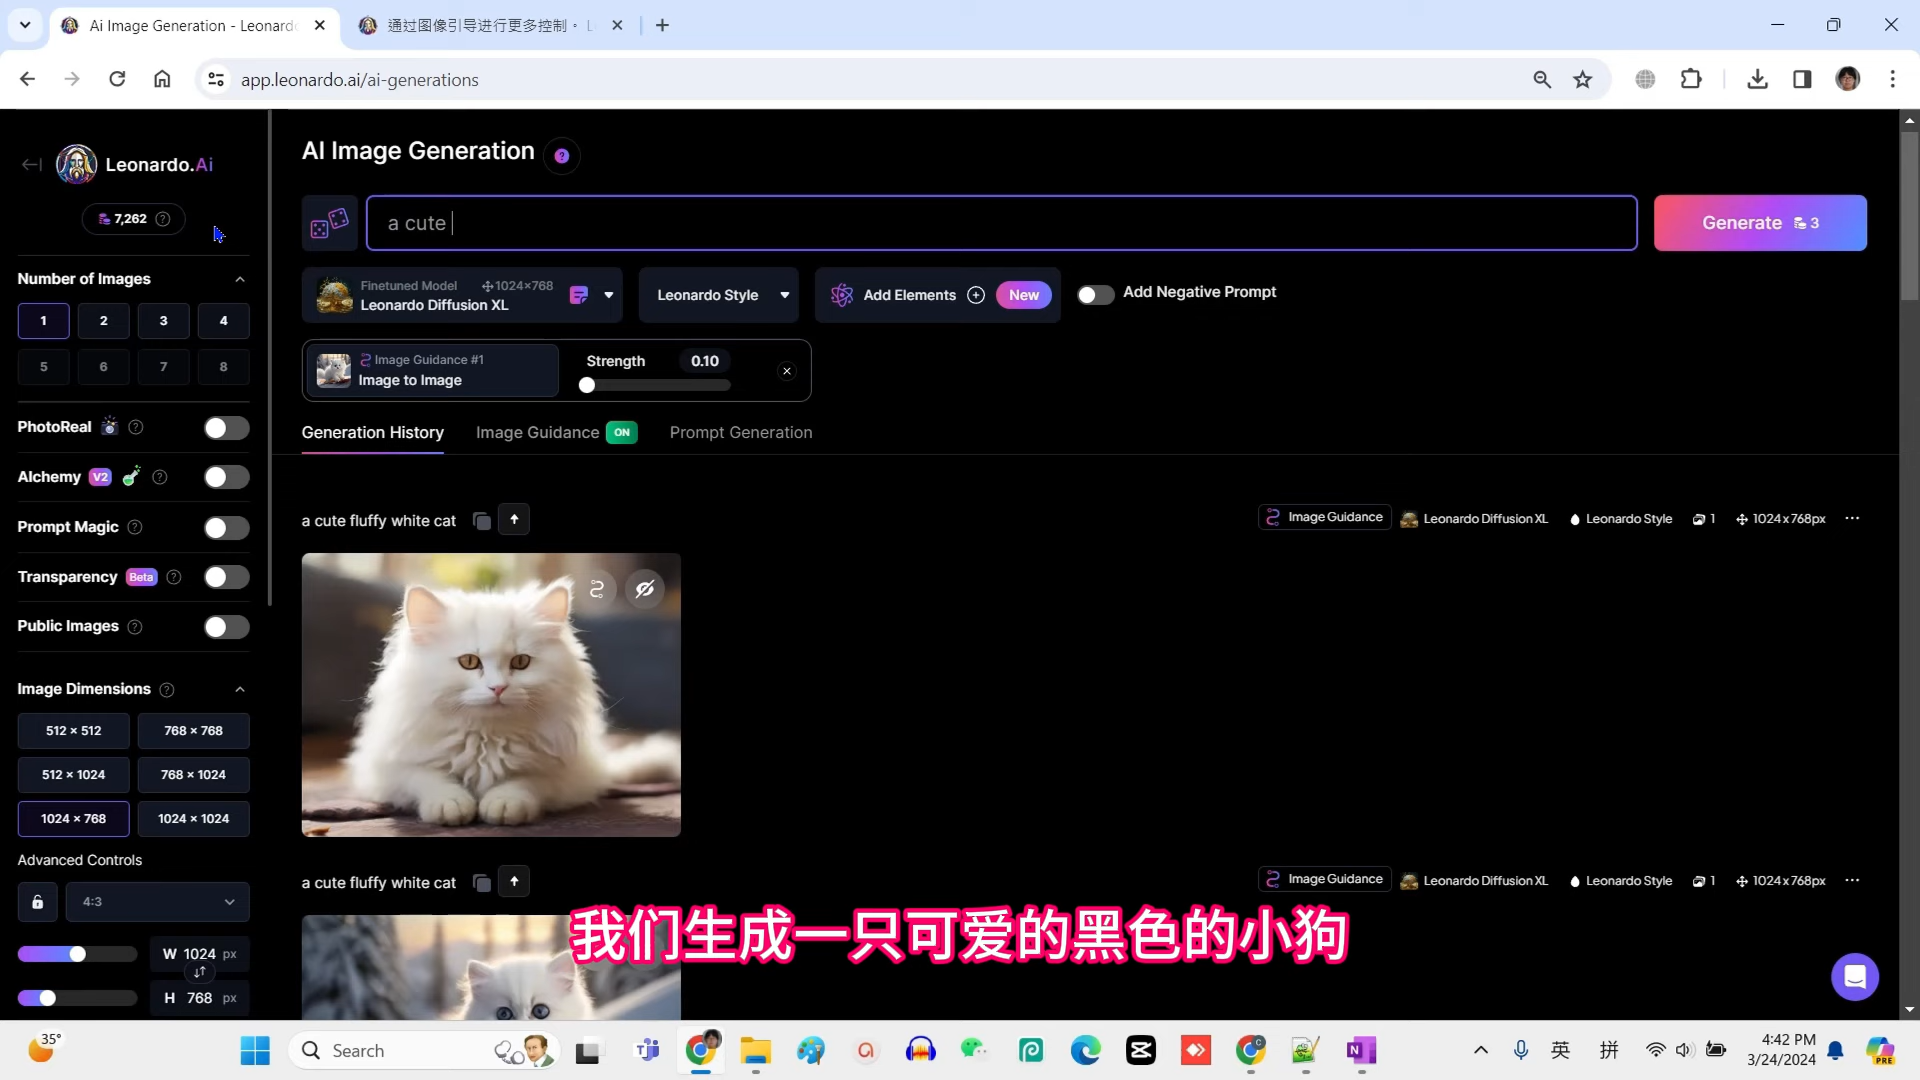 Ai Image Generation - Leonardo
通过图像引导进行更多控制。 L
app.leonardo.ai/ai-generations
Leonardo.Ai
7,262
Number of Images
1 2 3 4
5 6 7 8
PhotoReal
Alchemy V2
Prompt Magic
Transparency Beta
Public Images
Image Dimensions
512 × 512 768 × 768
512 × 1024 768 × 1024
1024 × 768 1024 × 1024
Advanced Controls
4:3
W 1024 px
H 768 px
AI Image Generation
a cute
Generate 3
Finetuned Model 1024×768
Leonardo Diffusion XL
Leonardo Style
Add Elements New
Add Negative Prompt
Image Guidance #1
Image to Image
Strength 0.10
Generation History Image Guidance ON Prompt Generation
a cute fluffy white cat
Image Guidance Leonardo Diffusion XL Leonardo Style 1 1024x768px
a cute fluffy white cat
Image Guidance Leonardo Diffusion XL Leonardo Style 1 1024x768px
我们生成一只可爱的黑色的小狗
35°
Search
英 拼
4:42 PM
3/24/2024
PRE